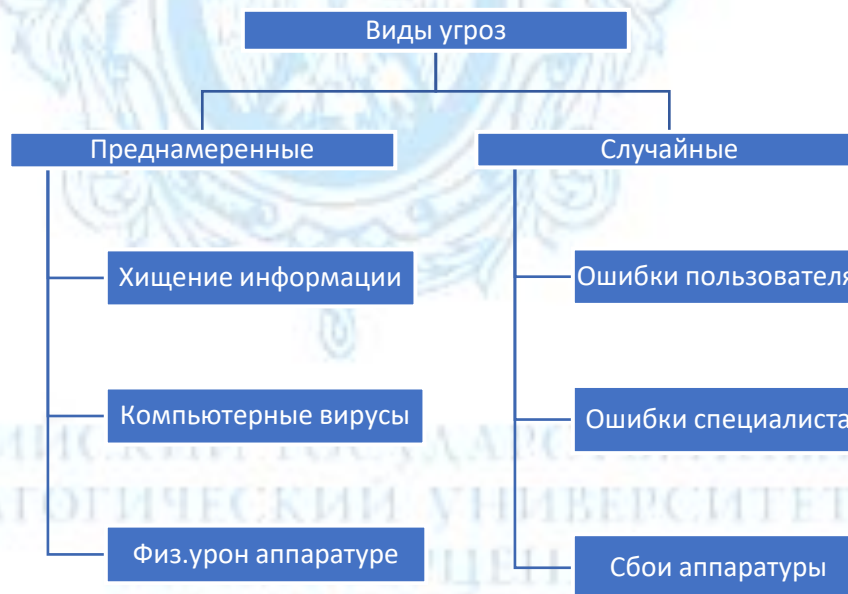 Виды угроз
Преднамеренные
Случайные
Хищение информации
Ошибки пользователя
Компьютерные вирусы
Ошибки специалиста
Физ.урон аппаратуре
Сбои аппаратуры